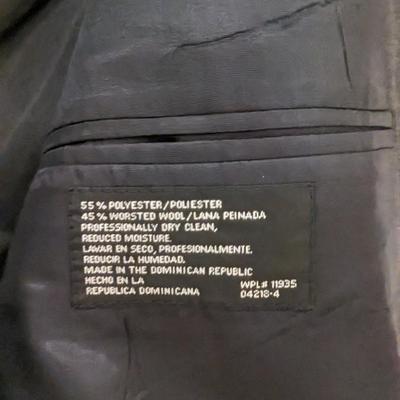 55% POLYESTER/POLIESTER
45% WORSTED WOOL/LANA PEINADA
PROFESSIONALLY DRY CLEAN,
REDUCED MOISTURE.
LAVAR EN SECO, PROFESIONALMENTE,
REDUCIR LA HUMEDAD.
MADE IN THE DOMINICAN REPUBLIC
HECHO EN LA WPL# 11935
REPUBLICA DOMINICANA 04213-4